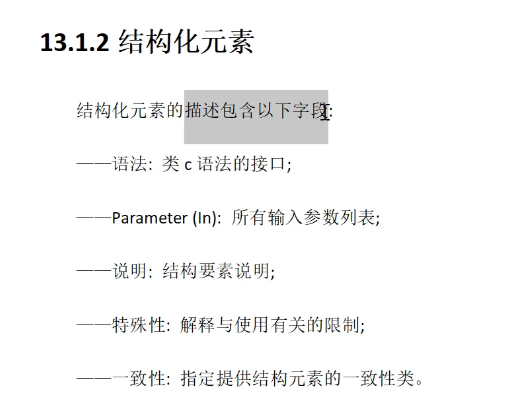 13.1.2 结构化元素
结构化元素的描述包含以下字段:
——语法: 类 c 语法的接口;
——Parameter (In): 所有输入参数列表;
——说明: 结构要素说明;
——特殊性: 解释与使用有关的限制;
——一致性: 指定提供结构元素的一致性类。